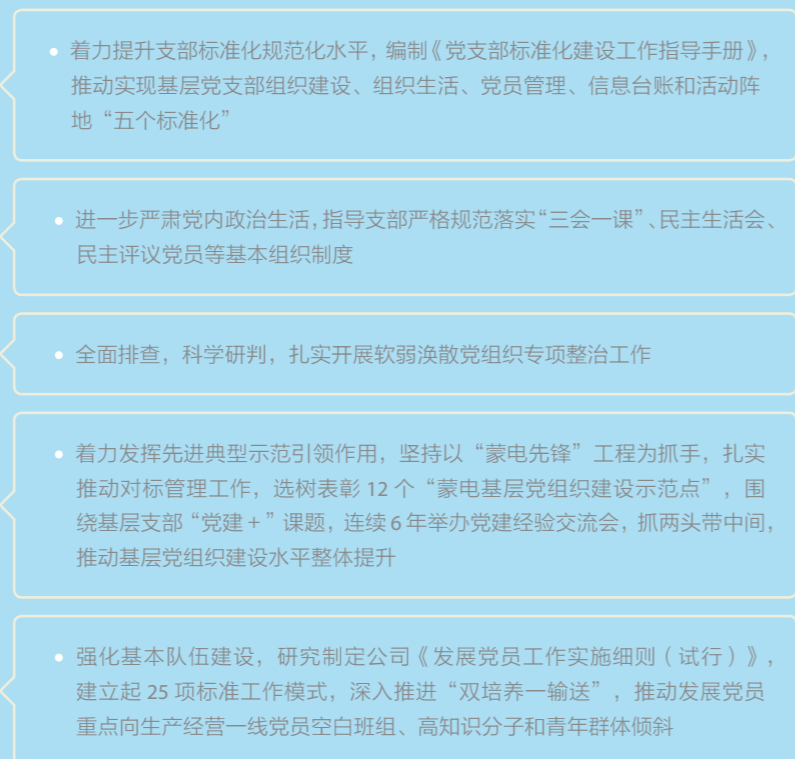 • 着力提升支部标准化规范化水平，编制《党支部标准化建设工作指导手册》，
推动实现基层党支部组织建设、组织生活、党员管理、信息台账和活动阵
地“五个标准化”
• 进一步严肃党内政治生活，指导支部严格规范落实“三会一课”、民主生活会、
民主评议党员等基本组织制度
• 全面排查，科学研判，扎实开展软弱涣散党组织专项整治工作
• 着力发挥先进典型示范引领作用，坚持以“蒙电先锋”工程为抓手，扎实
推动对标管理工作，选树表彰 12 个“蒙电基层党组织建设示范点”，围
绕基层支部“党建+”课题，连续 6 年举办党建经验交流会，抓两头带中间，
推动基层党组织建设水平整体提升
• 强化基本队伍建设，研究制定公司《发展党员工作实施细则（试行）》，
建立起 25 项标准工作模式，深入推进“双培养一输送”，推动发展党员
重点向生产经营一线党员空白班组、高知识分子和青年群体倾斜